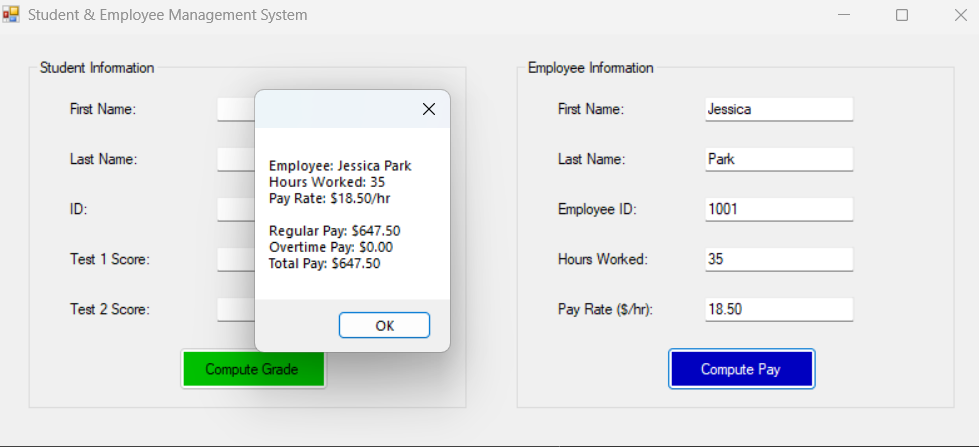 Student & Employee Management System
Student Information
First Name:
Last Name:
ID:
Test 1 Score:
Test 2 Score:
Compute Grade
Employee: Jessica Park
Hours Worked: 35
Pay Rate: $18.50/hr
Regular Pay: $647.50
Overtime Pay: $0.00
Total Pay: $647.50
OK
Employee Information
First Name: Jessica
Last Name: Park
Employee ID: 1001
Hours Worked: 35
Pay Rate ($/hr): 18.50
Compute Pay